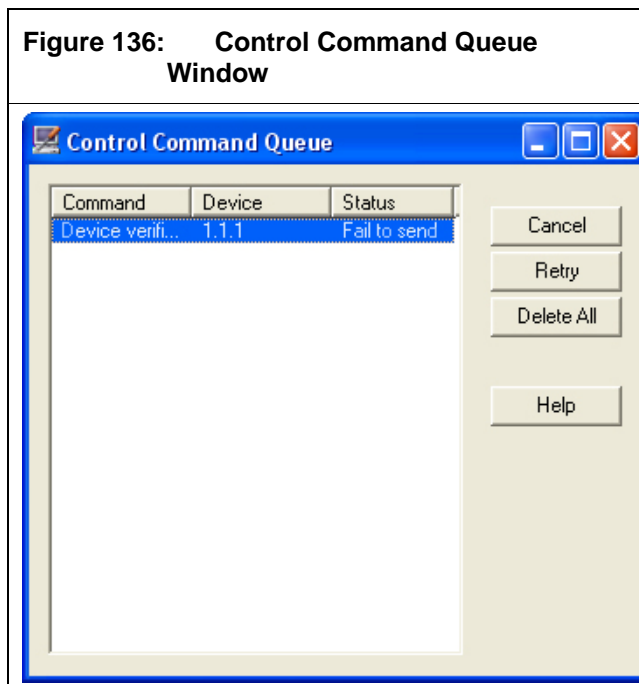 Figure 136: Control Command Queue
Window
Control Command Queue
Command Device Status
Device verifi... 1.1.1 Fail to send
Cancel
Retry
Delete All
Help